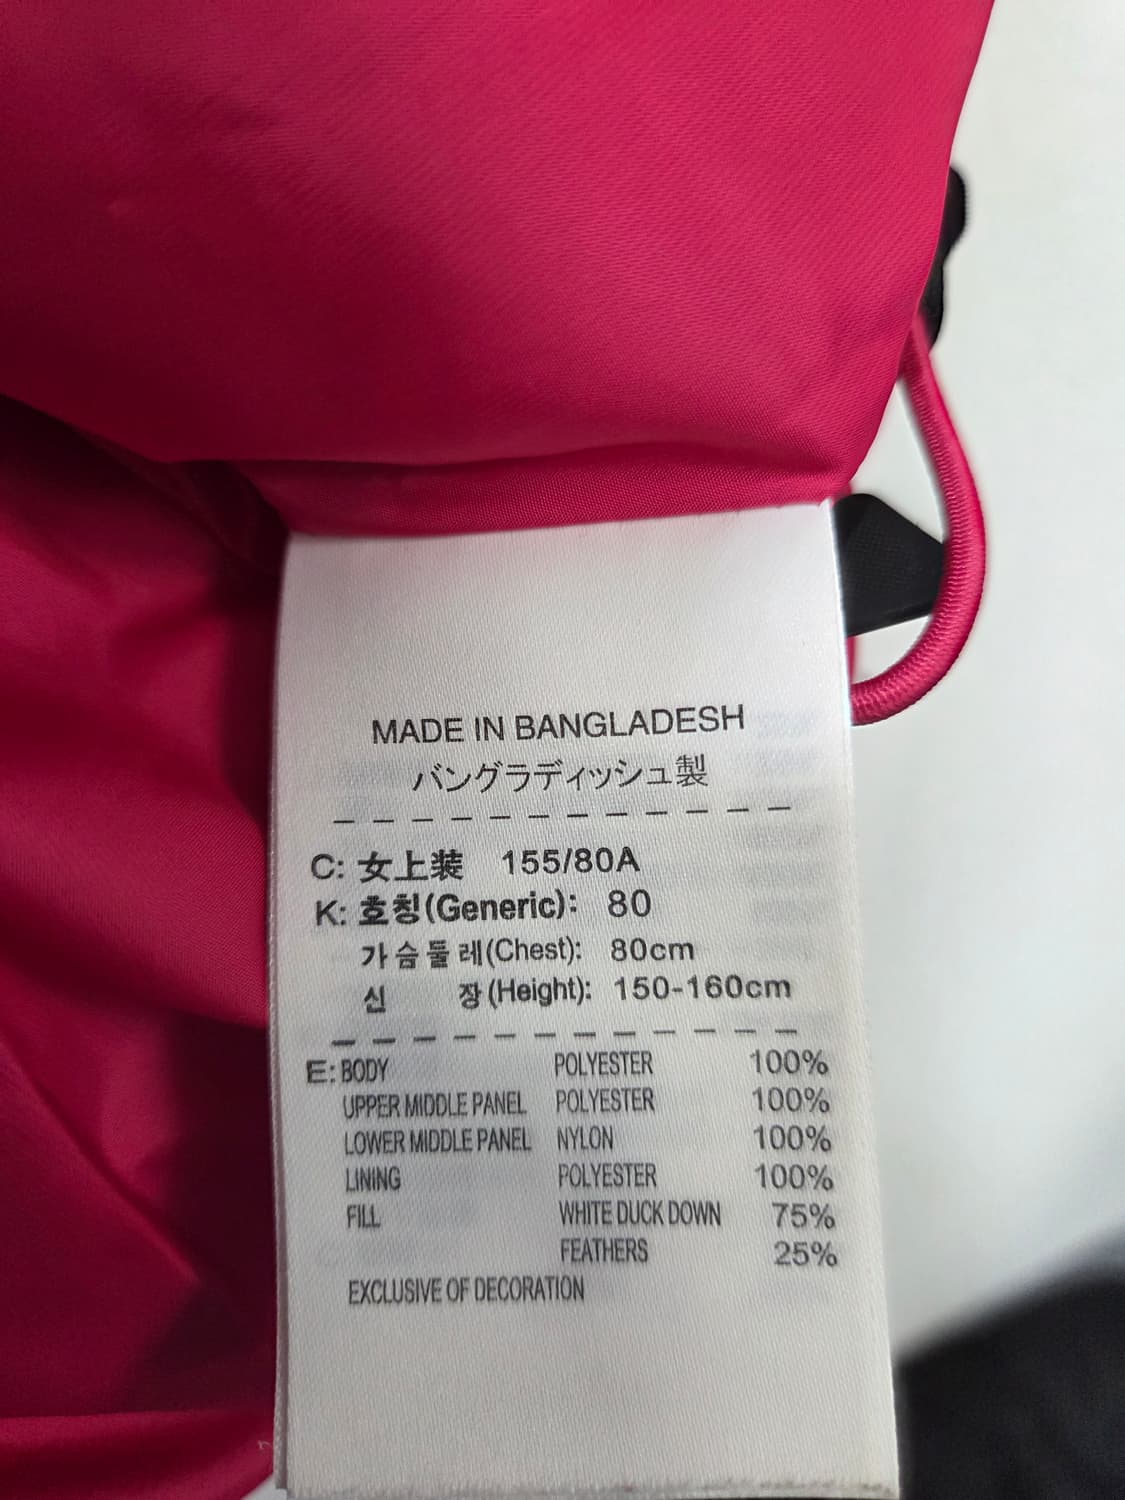 MADE IN BANGLADESH
バングラディッシュ製
C: 女上装 155/80A
K: 호칭(Generic): 80
가슴둘레(Chest): 80cm
신 장(Height): 150-160cm
E: BODY POLYESTER 100%
UPPER MIDDLE PANEL POLYESTER 100%
LOWER MIDDLE PANEL NYLON 100%
LINING POLYESTER 100%
FILL WHITE DUCK DOWN 75%
FEATHERS 25%
EXCLUSIVE OF DECORATION